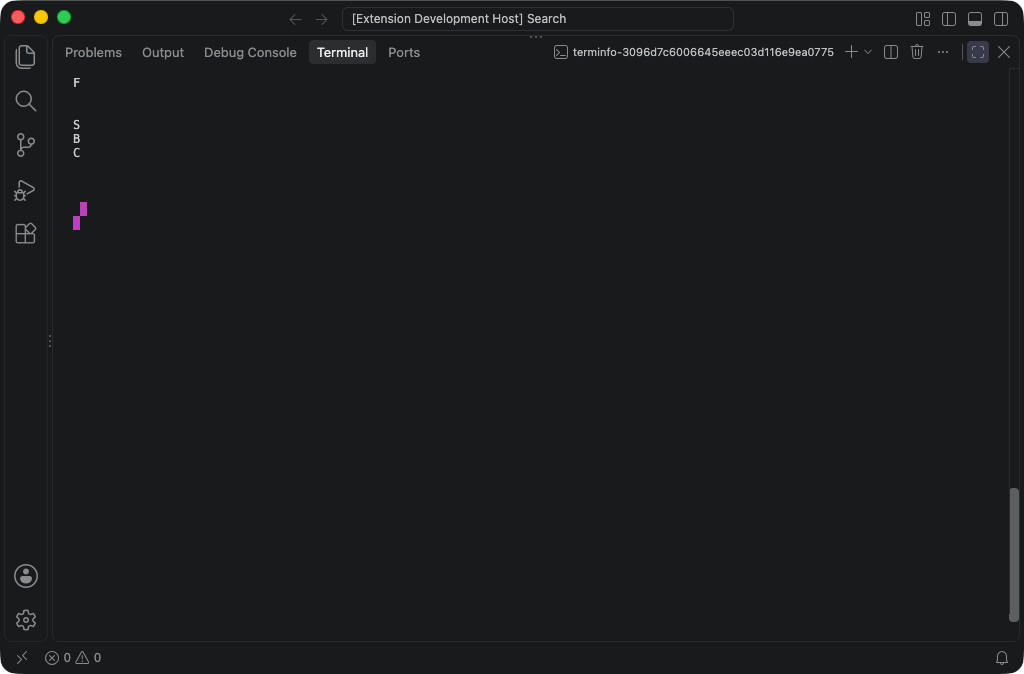 [Extension Development Host] Search
Problems Output Debug Console Terminal Ports
terminfo-3096d7c6006645eeec03d116e9ea0775
F
S
B
C
0 0